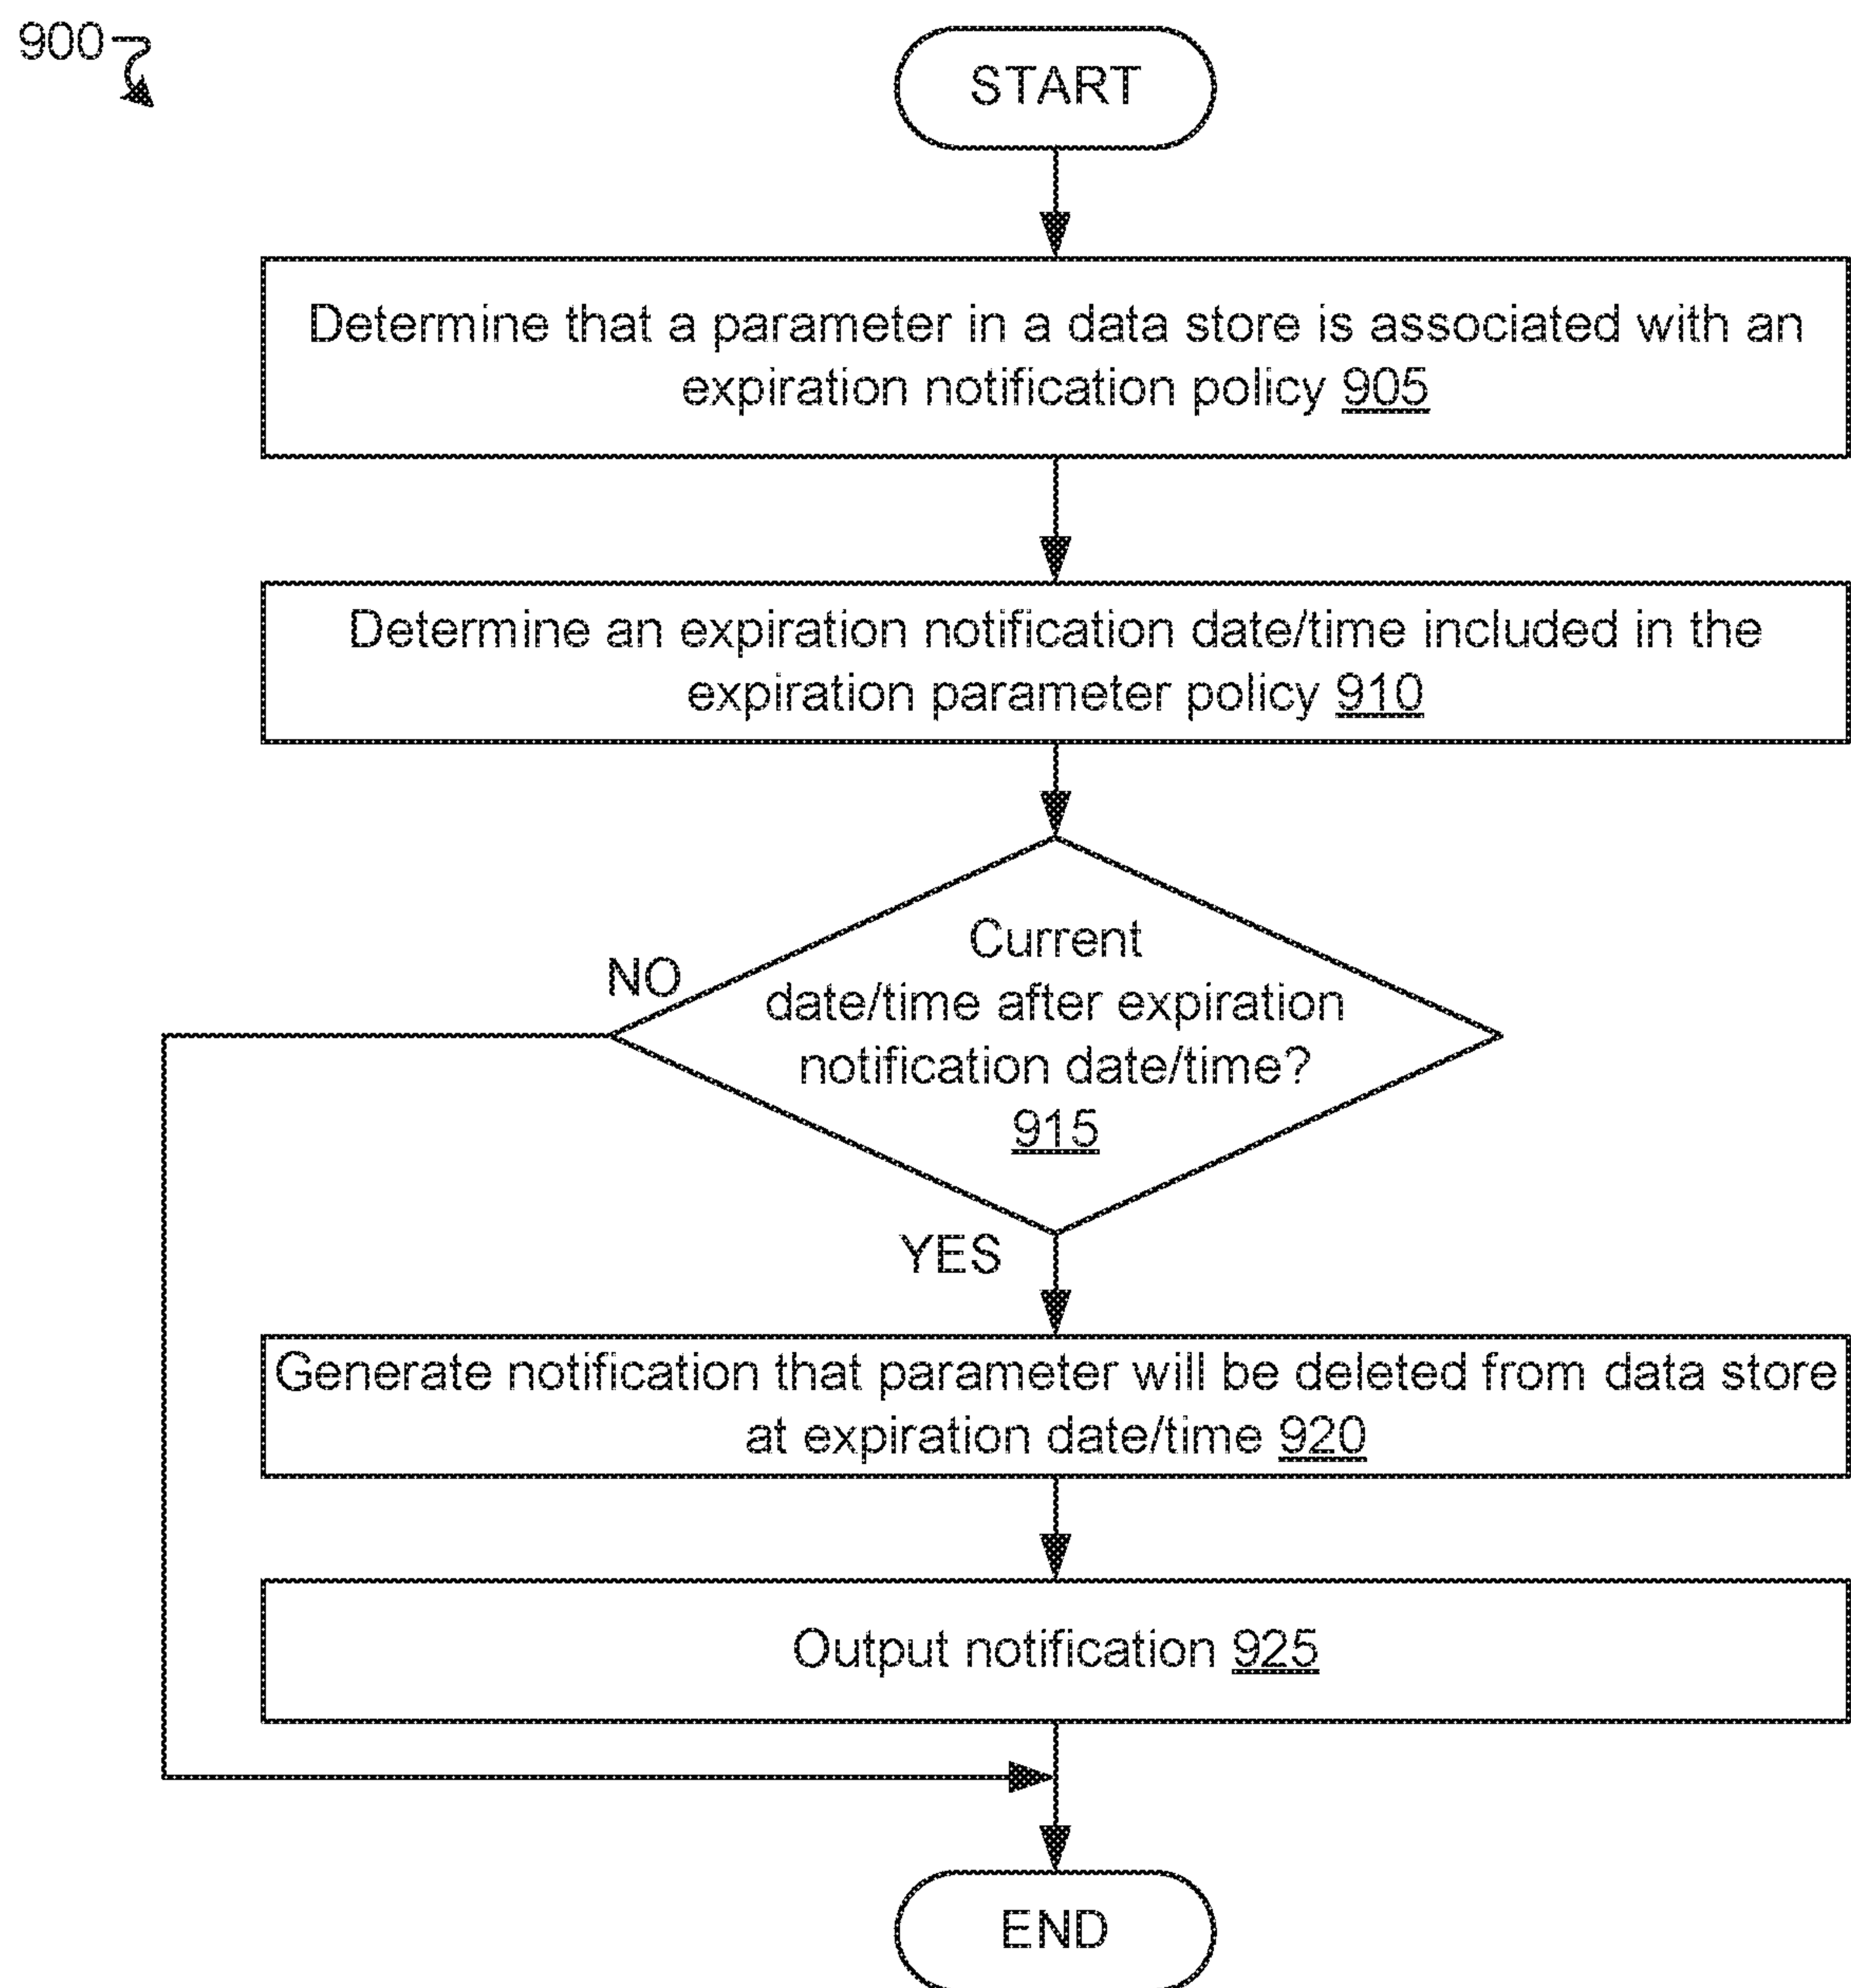 900
START
Determine that a parameter in a data store is associated with an
expiration notification policy 905
Determine an expiration notification date/time included in the
expiration parameter policy 910
Current
date/time after expiration
notification date/time?
915
NO
YES
Generate notification that parameter will be deleted from data store
at expiration date/time 920
Output notification 925
END